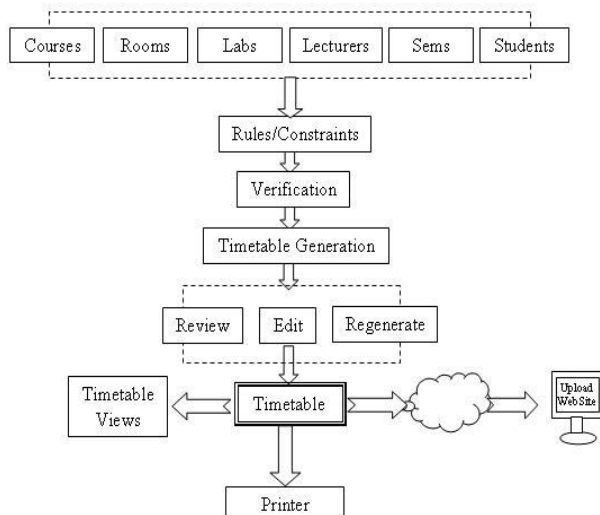 Courses
Rooms
Labs
Lecturers
Sems
Students
Rules/Constraints
Verification
Timetable Generation
Review
Edit
Regenerate
Timetable
Views
Timetable
Upload
WebSite
Printer